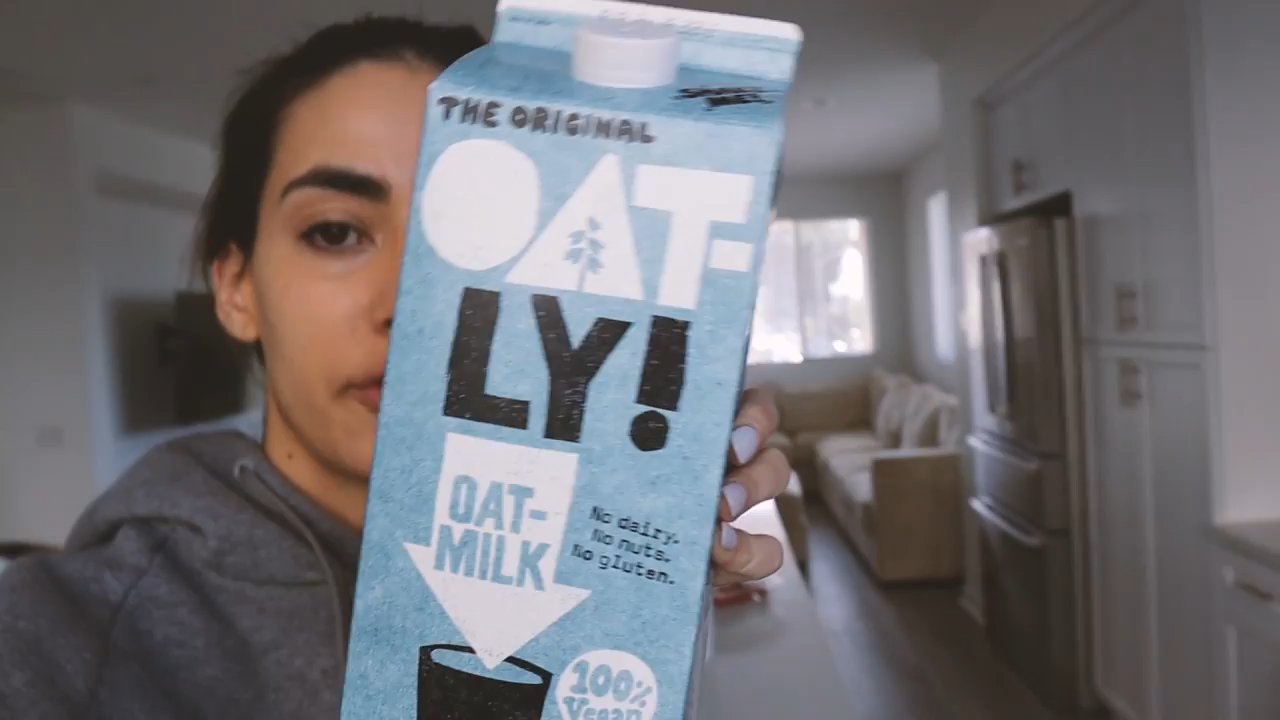 THE ORIGINAL
OAT-
LY!
OAT-
MILK
No dairy.
No nuts.
No gluten.
100%
Vegan